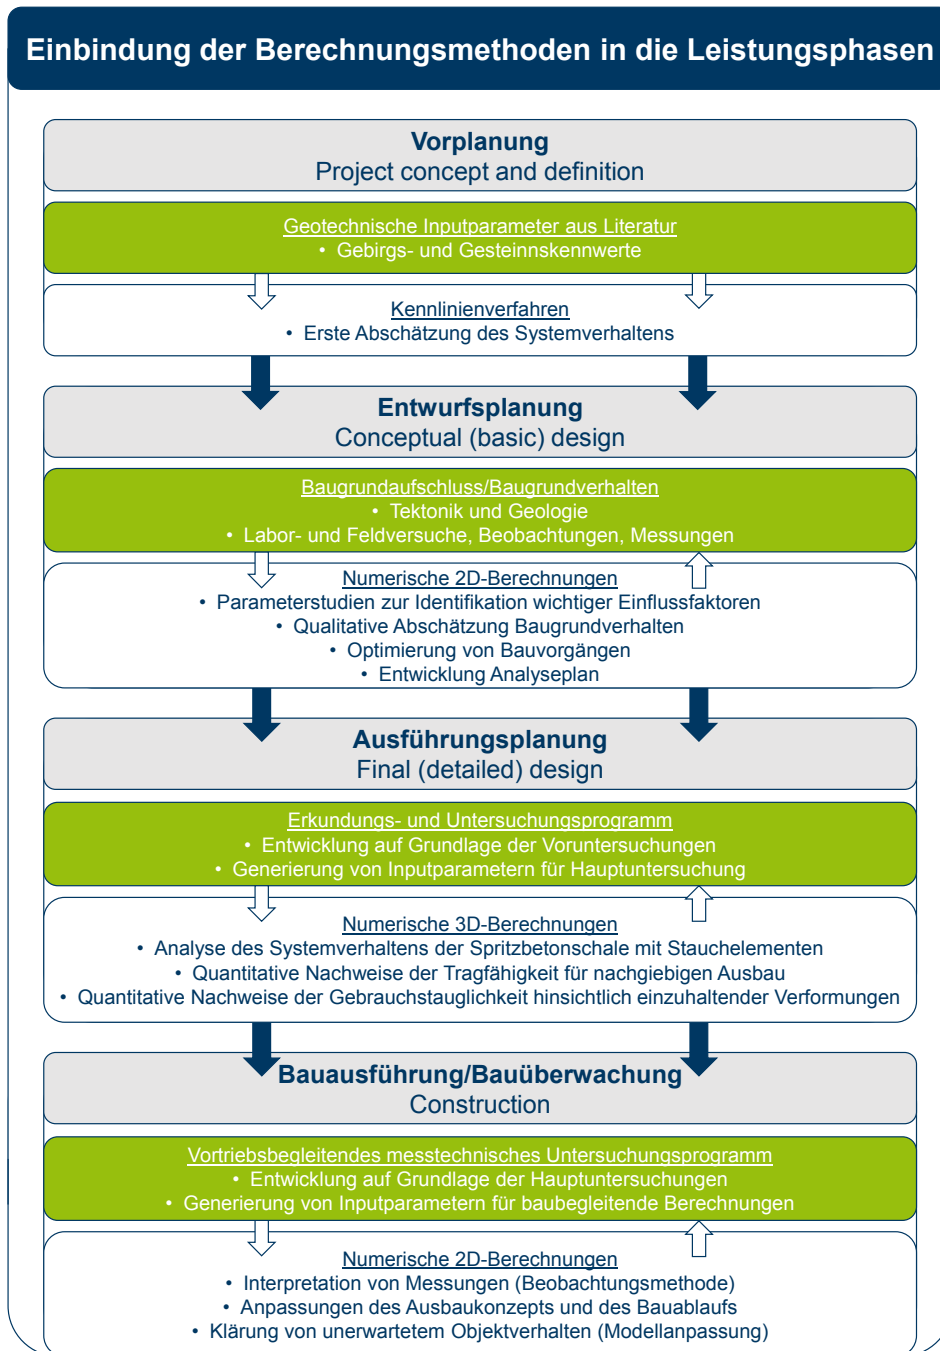 Einbindung der Berechnungsmethoden in die Leistungsphasen
Vorplanung
Project concept and definition
Geotechnische Inputparameter aus Literatur
• Gebirgs- und Gesteinnskennwerte
Kennlinienverfahren
• Erste Abschätzung des Systemverhaltens
Entwurfsplanung
Conceptual (basic) design
Baugrundaufschluss/Baugrundverhalten
• Tektonik und Geologie
• Labor- und Feldversuche, Beobachtungen, Messungen
Numerische 2D-Berechnungen
• Parameterstudien zur Identifikation wichtiger Einflussfaktoren
• Qualitative Abschätzung Baugrundverhalten
• Optimierung von Bauvorgängen
• Entwicklung Analyseplan
Ausführungsplanung
Final (detailed) design
Erkundungs- und Untersuchungsprogramm
• Entwicklung auf Grundlage der Voruntersuchungen
• Generierung von Inputparametern für Hauptuntersuchung
Numerische 3D-Berechnungen
• Analyse des Systemverhaltens der Spritzbetonschale mit Stauchelementen
• Quantitative Nachweise der Tragfähigkeit für nachgiebigen Ausbau
• Quantitative Nachweise der Gebrauchstauglichkeit hinsichtlich einzuhaltender Verformungen
Bauausführung/Bauüberwachung
Construction
Vortriebsbegleitendes messtechnisches Untersuchungsprogramm
• Entwicklung auf Grundlage der Hauptuntersuchungen
• Generierung von Inputparametern für baubegleitende Berechnungen
Numerische 2D-Berechnungen
• Interpretation von Messungen (Beobachtungsmethode)
• Anpassungen des Ausbaukonzepts und des Bauablaufs
• Klärung von unerwartetem Objektverhalten (Modellanpassung)